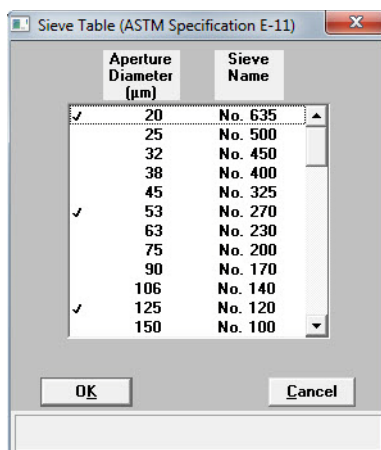 Sieve Table (ASTM Specification E-11)
Aperture Diameter (µm) Sieve Name
✓ 20 No. 635
25 No. 500
32 No. 450
38 No. 400
45 No. 325
✓ 53 No. 270
63 No. 230
75 No. 200
90 No. 170
106 No. 140
✓ 125 No. 120
150 No. 100
OK Cancel